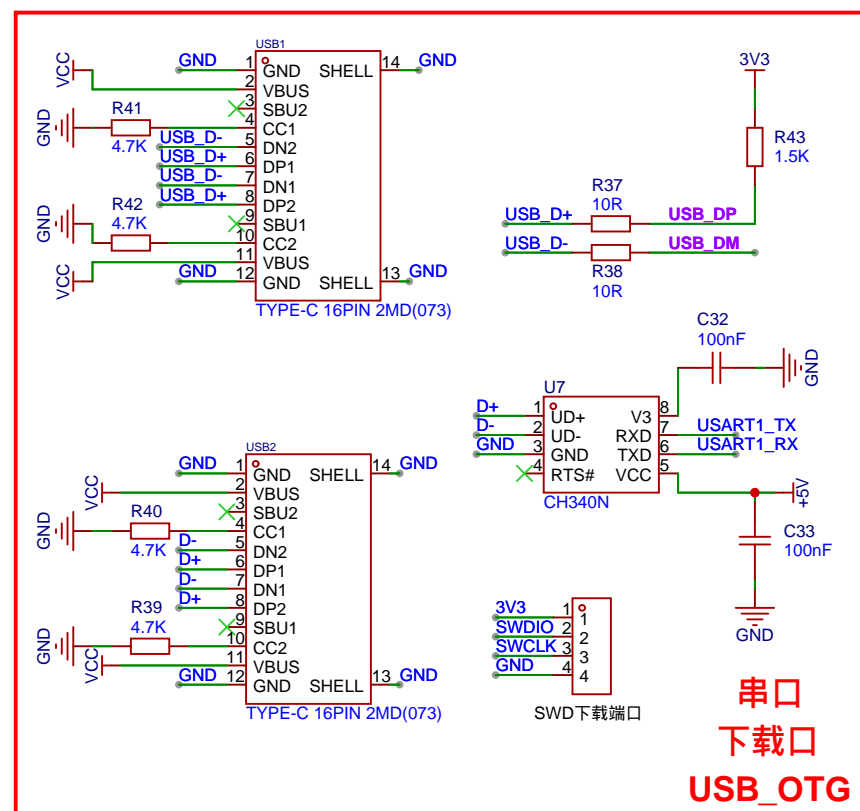 USB1
GND 1 GND SHELL 14 GND
VCC 2 VBUS
3 SBU2
GND R41 4.7K 4 CC1
USB_D- 5 DN2
USB_D+ 6 DP1
USB_D- 7 DN1
USB_D+ 8 DP2
9 SBU1
GND R42 4.7K 10 CC2
VCC 11 VBUS
GND 12 GND SHELL 13 GND
TYPE-C 16PIN 2MD(073)
3V3
R43
1.5K
R37
10R
USB_D+ USB_DP
USB_D- USB_DM
R38
10R
C32
100nF
GND
U7
D+ 1 UD+ V3 8
D- 2 UD- RXD 7 USART1_TX
GND 3 GND TXD 6 USART1_RX
4 RTS# VCC 5
CH340N
+5V
C33
100nF
GND
USB2
GND 1 GND SHELL 14 GND
VCC 2 VBUS
3 SBU2
GND R40 4.7K 4 CC1
D- 5 DN2
D+ 6 DP1
D- 7 DN1
D+ 8 DP2
9 SBU1
GND R39 4.7K 10 CC2
VCC 11 VBUS
GND 12 GND SHELL 13 GND
TYPE-C 16PIN 2MD(073)
3V3 1 1
SWDIO 2 2
SWCLK 3 3
GND 4 4
SWD下载端口
串口
下载口
USB_OTG